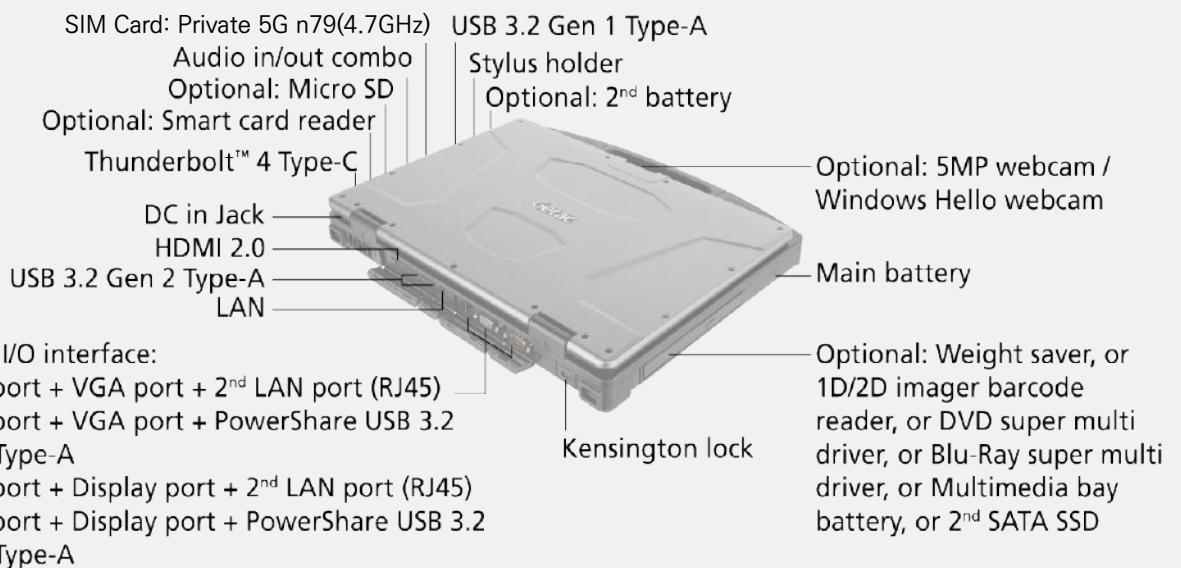 SIM Card: Private 5G n79(4.7GHz)
USB 3.2 Gen 1 Type-A
Audio in/out combo
Stylus holder
Optional: Micro SD
Optional: 2nd battery
Optional: Smart card reader
Thunderbolt™ 4 Type-C
DC in Jack
HDMI 2.0
USB 3.2 Gen 2 Type-A
LAN
I/O interface:
port + VGA port + 2nd LAN port (RJ45)
port + VGA port + PowerShare USB 3.2
Type-A
port + Display port + 2nd LAN port (RJ45)
port + Display port + PowerShare USB 3.2
Type-A
Getac
Kensington lock
Optional: 5MP webcam /
Windows Hello webcam
Main battery
Optional: Weight saver, or
1D/2D imager barcode
reader, or DVD super multi
driver, or Blu-Ray super multi
driver, or Multimedia bay
battery, or 2nd SATA SSD